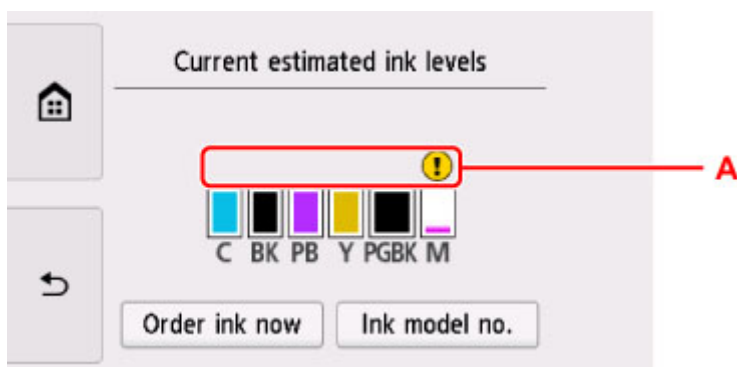 Current estimated ink levels
A
C BK PB Y PGBK M
Order ink now Ink model no.